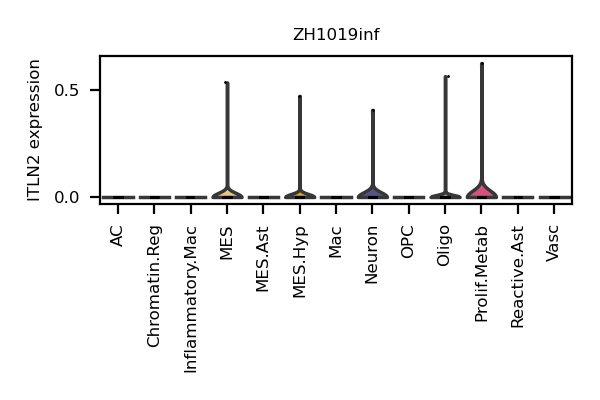 ZH1019inf
ITLN2 expression
0.5
0.0
AC
Chromatin.Reg
Inflammatory.Mac
MES
MES.Ast
MES.Hyp
Mac
Neuron
OPC
Oligo
Prolif.Metab
Reactive.Ast
Vasc